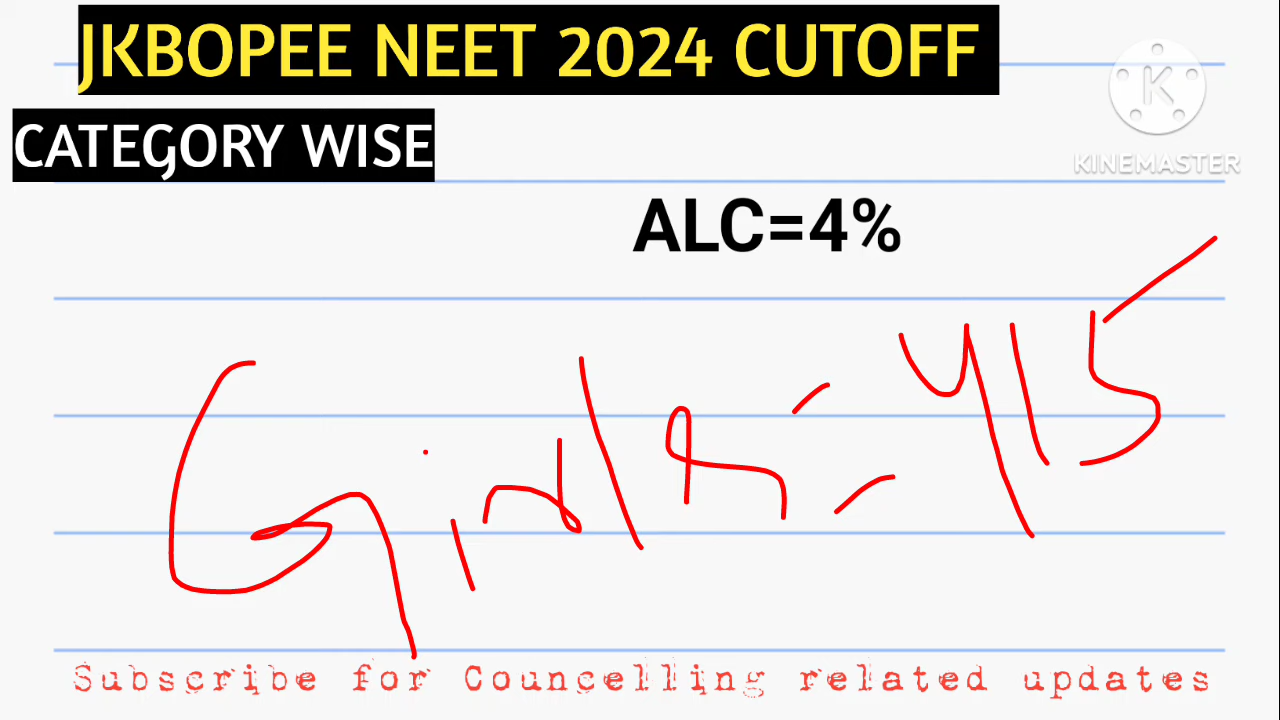 JKBOPEE NEET 2024 CUTOFF
CATEGORY WISE
K
KINEMASTER
ALC=4%
Girls = 415
Subscribe for Councelling related updates